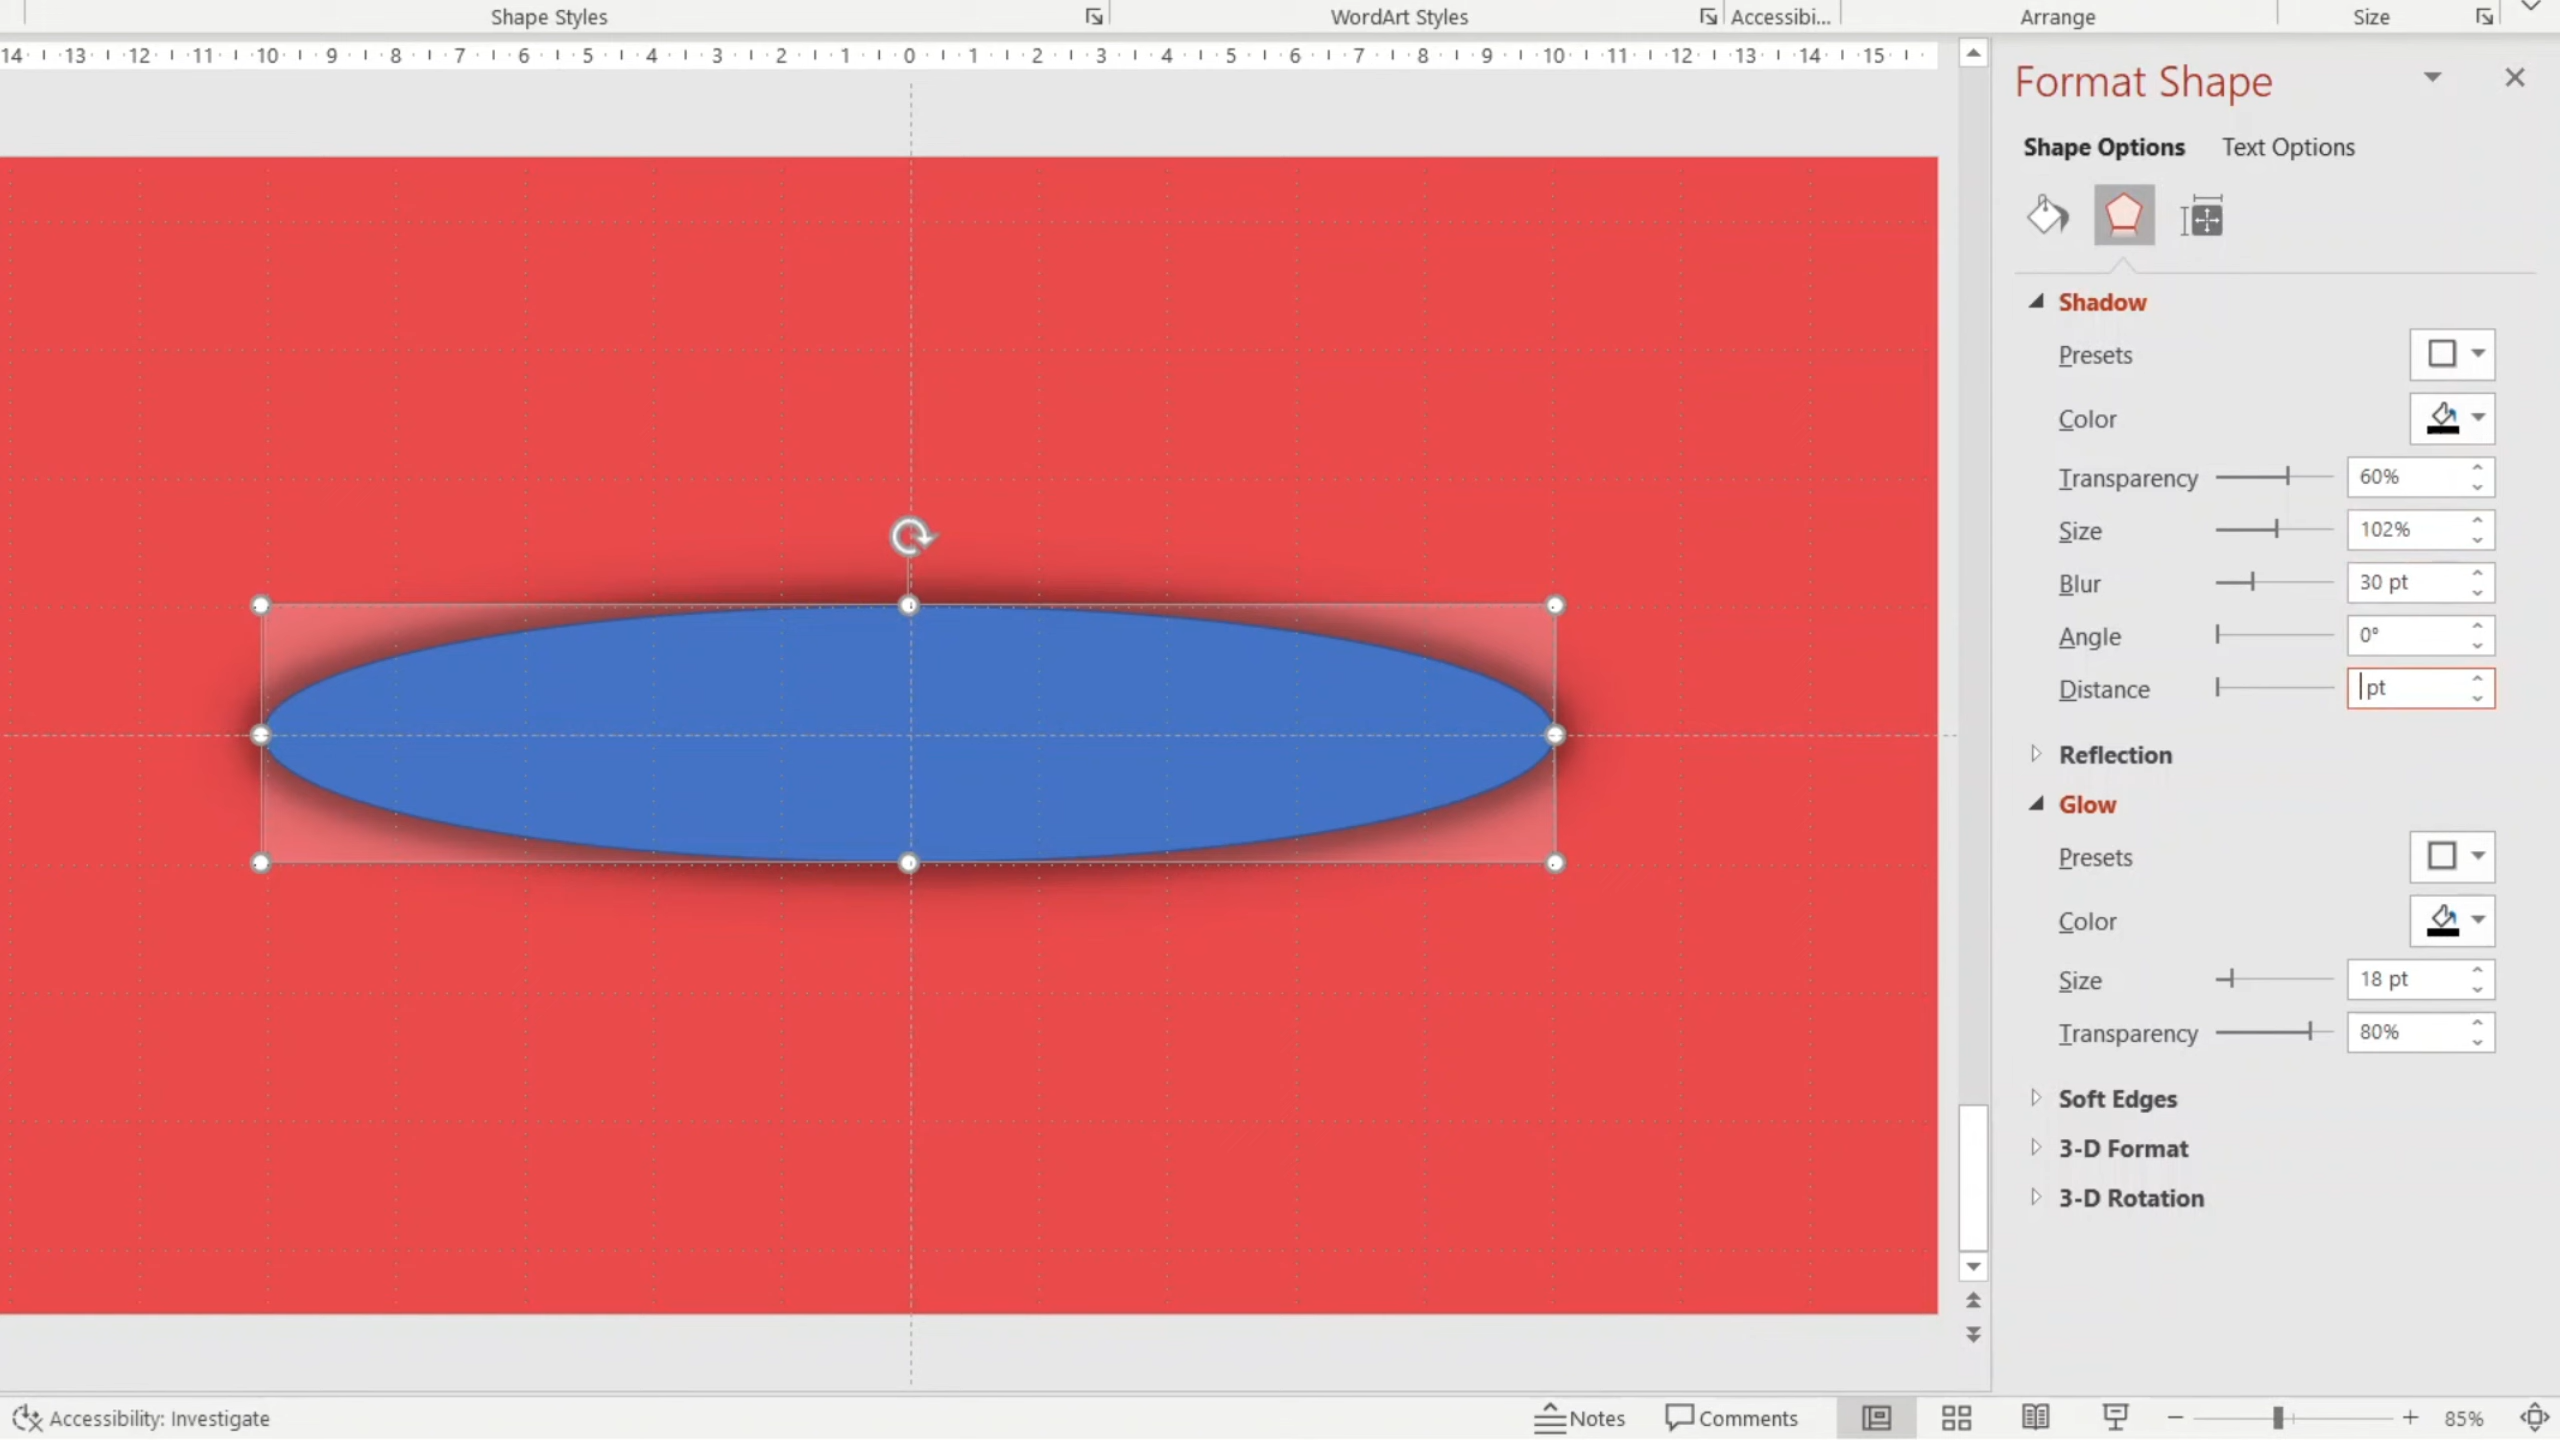 Shape Styles
WordArt Styles
Accessibi...
Arrange
Size
14 13 12 11 10 9 8 7 6 5 4 3 2 1 0 1 2 3 4 5 6 7 8 9 10 11 12 13 14 15
Format Shape
Shape Options Text Options
Shadow
Presets
Color
Transparency 60%
Size 102%
Blur 30 pt
Angle 0°
Distance pt
Reflection
Glow
Presets
Color
Size 18 pt
Transparency 80%
Soft Edges
3-D Format
3-D Rotation
Accessibility: Investigate
Notes
Comments
85%